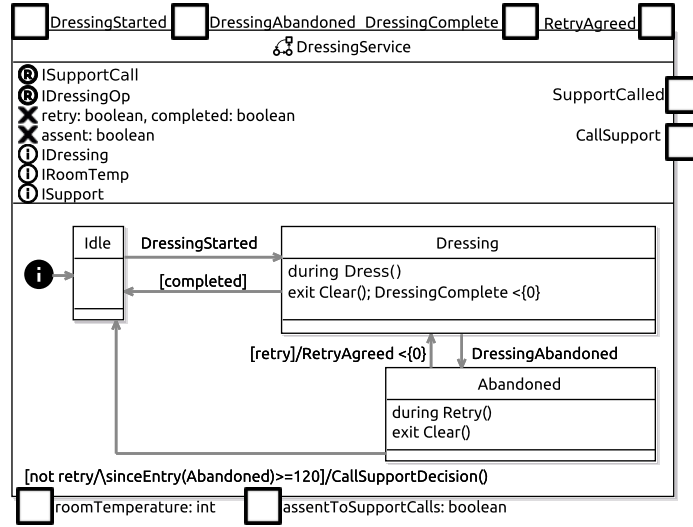 DressingStarted DressingAbandoned DressingComplete RetryAgreed
DressingService
R ISupportCall
R IDressingOp
retry: boolean, completed: boolean
assent: boolean
i IDressing
i IRoomTemp
i ISupport
SupportCalled
CallSupport
Idle
DressingStarted
[completed]
Dressing
during Dress()
exit Clear(); DressingComplete <{0}
i
[retry]/RetryAgreed <{0}
DressingAbandoned
Abandoned
during Retry()
exit Clear()
[not retry/\sinceEntry(Abandoned)>=120]/CallSupportDecision()
roomTemperature: int assentToSupportCalls: boolean